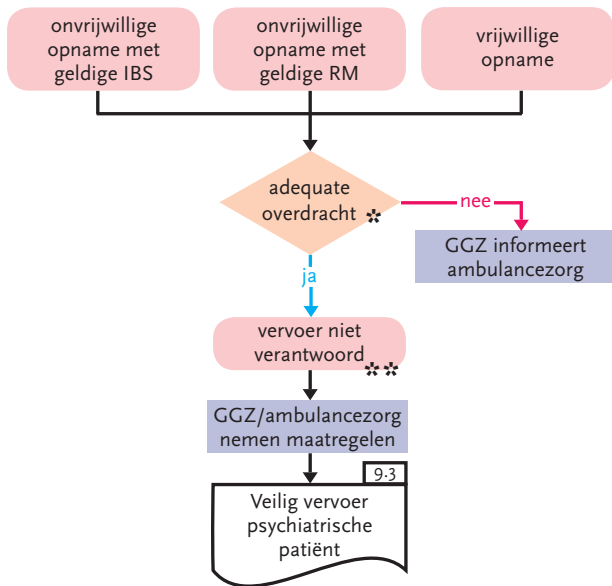 onvrijwillige
opname met
geldige IBS
onvrijwillige
opname met
geldige RM
vrijwillige
opname
adequate
overdracht *
nee
GGZ informeert
ambulancezorg
ja
vervoer niet
verantwoord
**
GGZ/ambulancezorg
nemen maatregelen
9.3
Veilig vervoer
psychiatrische
patiënt